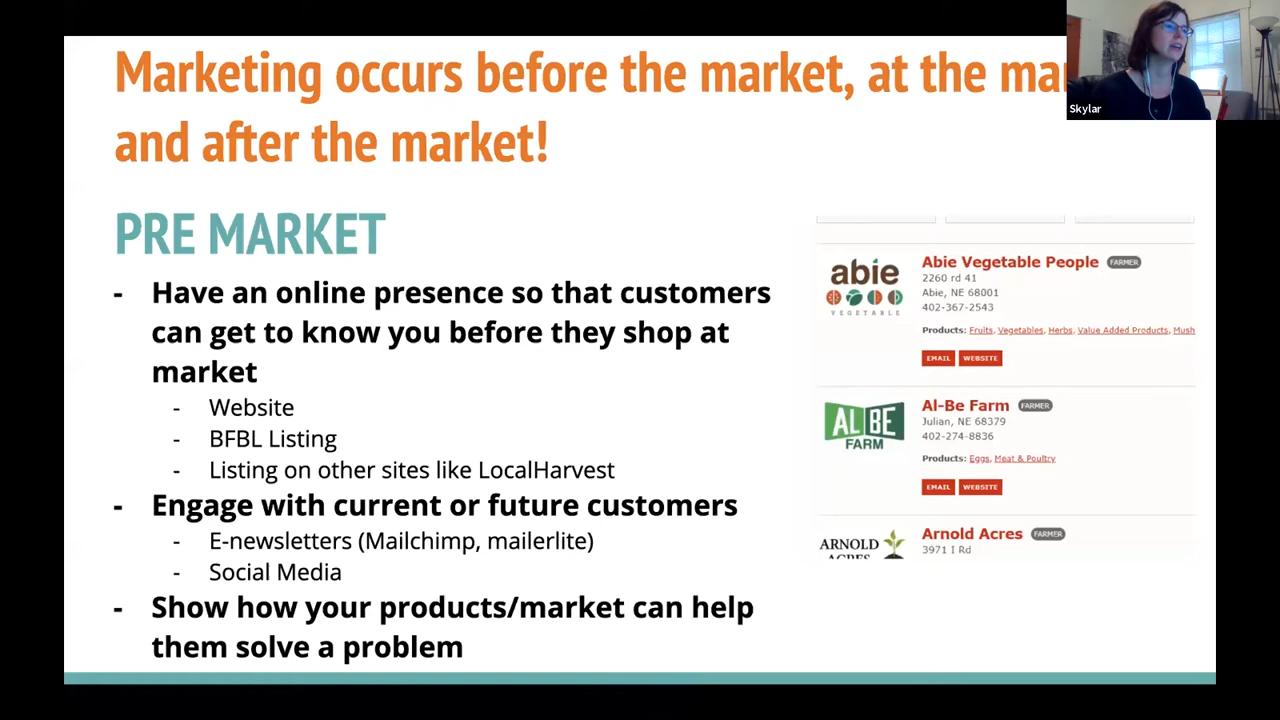 Marketing occurs before the market, at the
and after the market!
Skylar
PRE MARKET
- Have an online presence so that customers
can get to know you before they shop at
market
- Website
- BFBL Listing
- Listing on other sites like LocalHarvest
- Engage with current or future customers
- E-newsletters (Mailchimp, mailerlite)
- Social Media
- Show how your products/market can help
them solve a problem
abie
VEGETABLE
Abie Vegetable People FARMER
2260 rd 41
Abie, NE 68001
402-367-2543
Products: Fruits, Vegetables, Herbs, Value Added Products, Mush
EMAIL WEBSITE
AL BE
FARM
Al-Be Farm FARMER
Julian, NE 68379
402-274-8836
Products: Eggs, Meat & Poultry
EMAIL WEBSITE
ARNOLD
ACRES
Arnold Acres FARMER
3971 I Rd